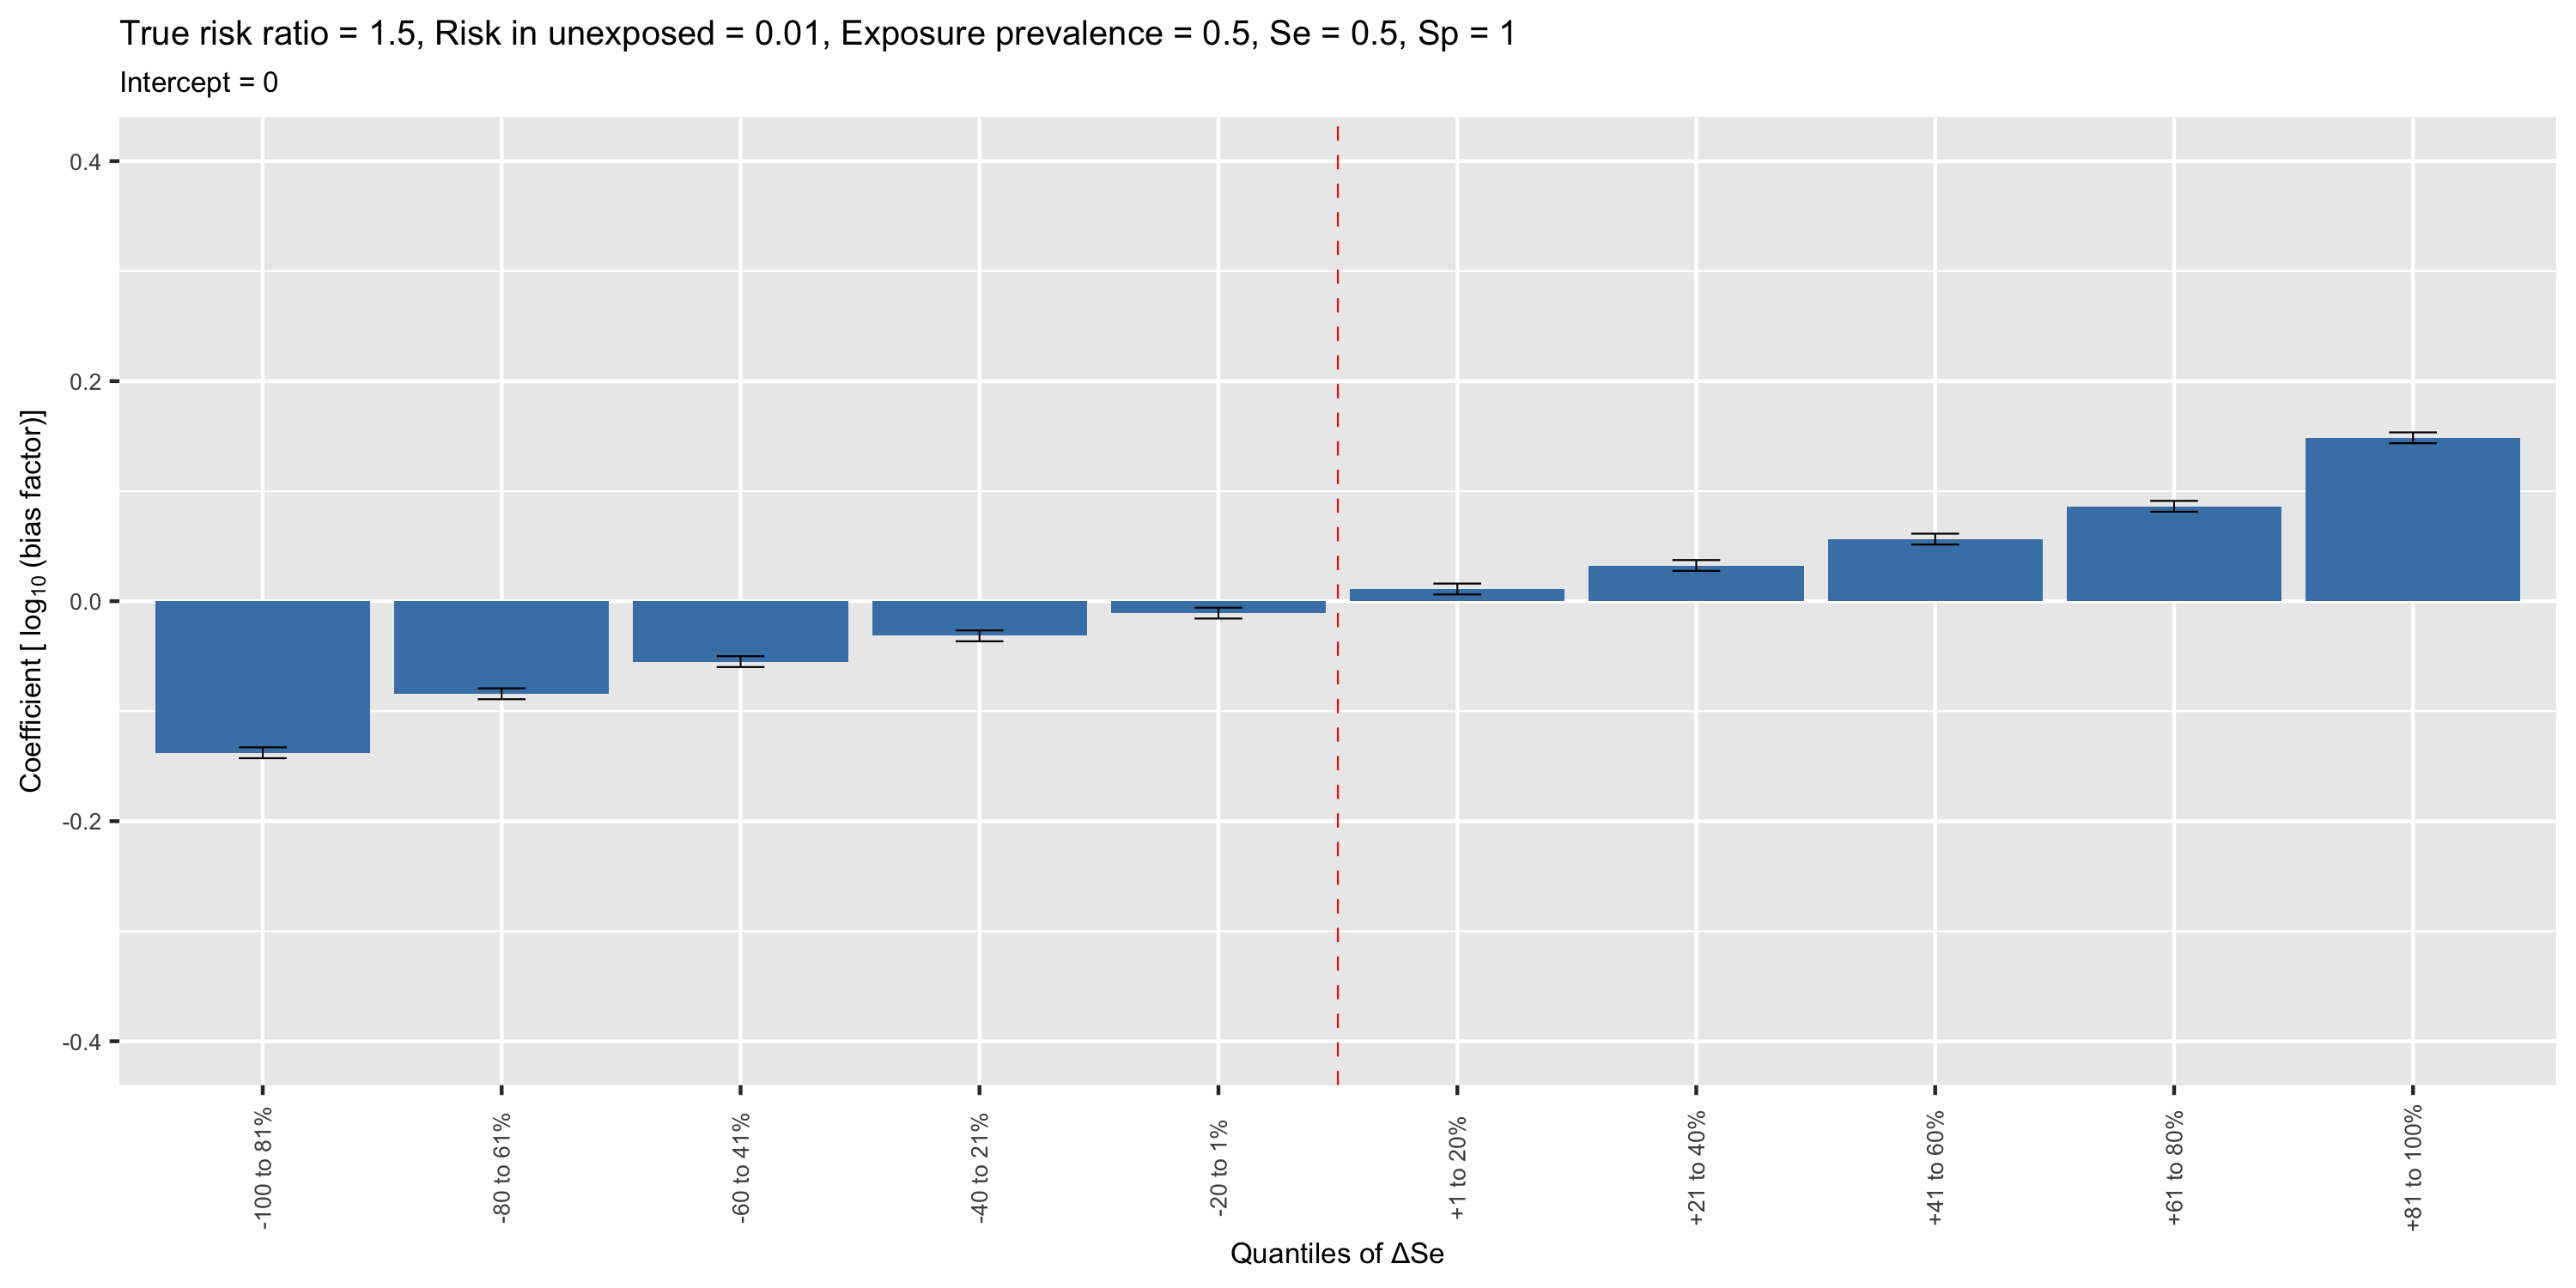 True risk ratio = 1.5, Risk in unexposed = 0.01, Exposure prevalence = 0.5, Se = 0.5, Sp = 1
Intercept = 0
Coefficient [ log₁₀ (bias factor)]
0.4
0.2
0.0
-0.2
-0.4
-100 to 81%
-80 to 61%
-60 to 41%
-40 to 21%
-20 to 1%
+1 to 20%
+21 to 40%
+41 to 60%
+61 to 80%
+81 to 100%
Quantiles of ΔSe